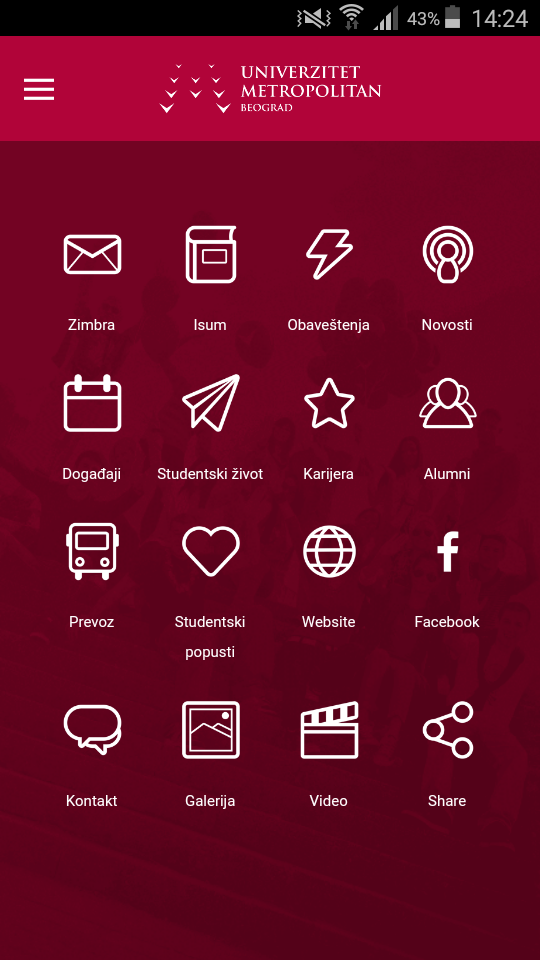 43% 14:24
UNIVERZITET
METROPOLITAN
BEOGRAD
Zimbra
Isum
Obaveštenja
Novosti
Događaji
Studentski život
Karijera
Alumni
Prevoz
Studentski
popusti
Website
Facebook
Kontakt
Galerija
Video
Share